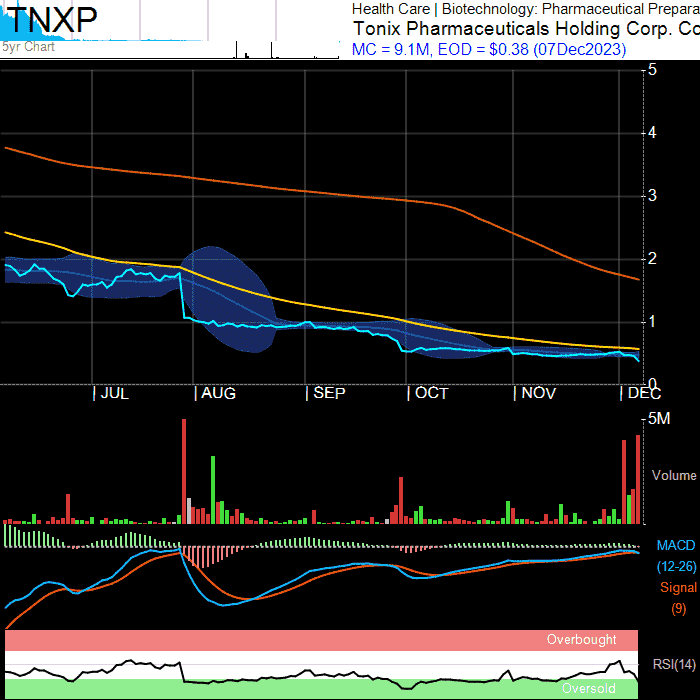 TNXP
5yr Chart
Health Care | Biotechnology: Pharmaceutical Prepara
Tonix Pharmaceuticals Holding Corp. Co
MC = 9.1M, EOD = $0.38 (07Dec2023)
5
4
3
2
1
0
JUL AUG SEP OCT NOV DEC
5M
Volume
MACD
(12-26)
Signal
(9)
Overbought
RSI(14)
Oversold